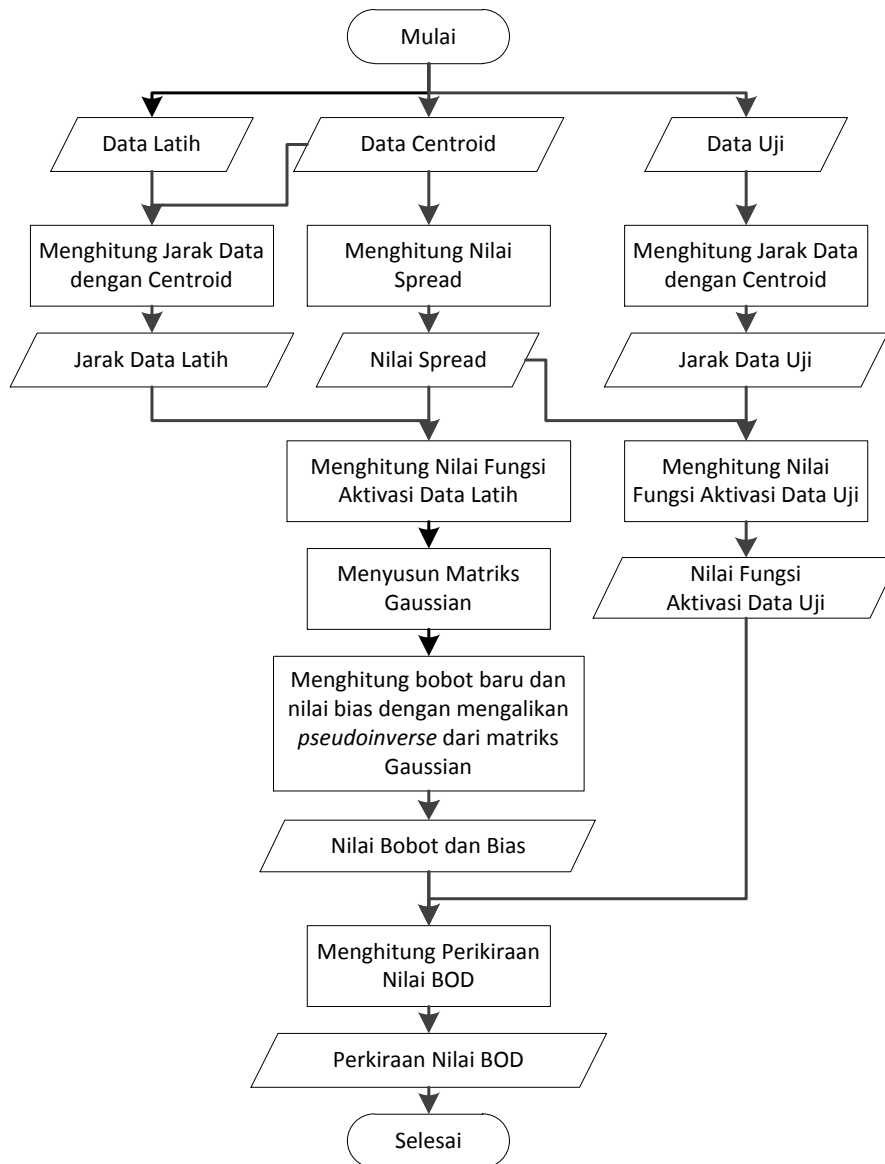 Mulai
Data Latih
Data Centroid
Data Uji
Menghitung Jarak Data
dengan Centroid
Menghitung Nilai
Spread
Menghitung Jarak Data
dengan Centroid
Jarak Data Latih
Nilai Spread
Jarak Data Uji
Menghitung Nilai Fungsi
Aktivasi Data Latih
Menghitung Nilai
Fungsi Aktivasi Data Uji
Menyusun Matriks
Gaussian
Nilai Fungsi
Aktivasi Data Uji
Menghitung bobot baru dan
nilai bias dengan mengalikan
pseudoinverse dari matriks
Gaussian
Nilai Bobot dan Bias
Menghitung Perikiraan
Nilai BOD
Perkiraan Nilai BOD
Selesai